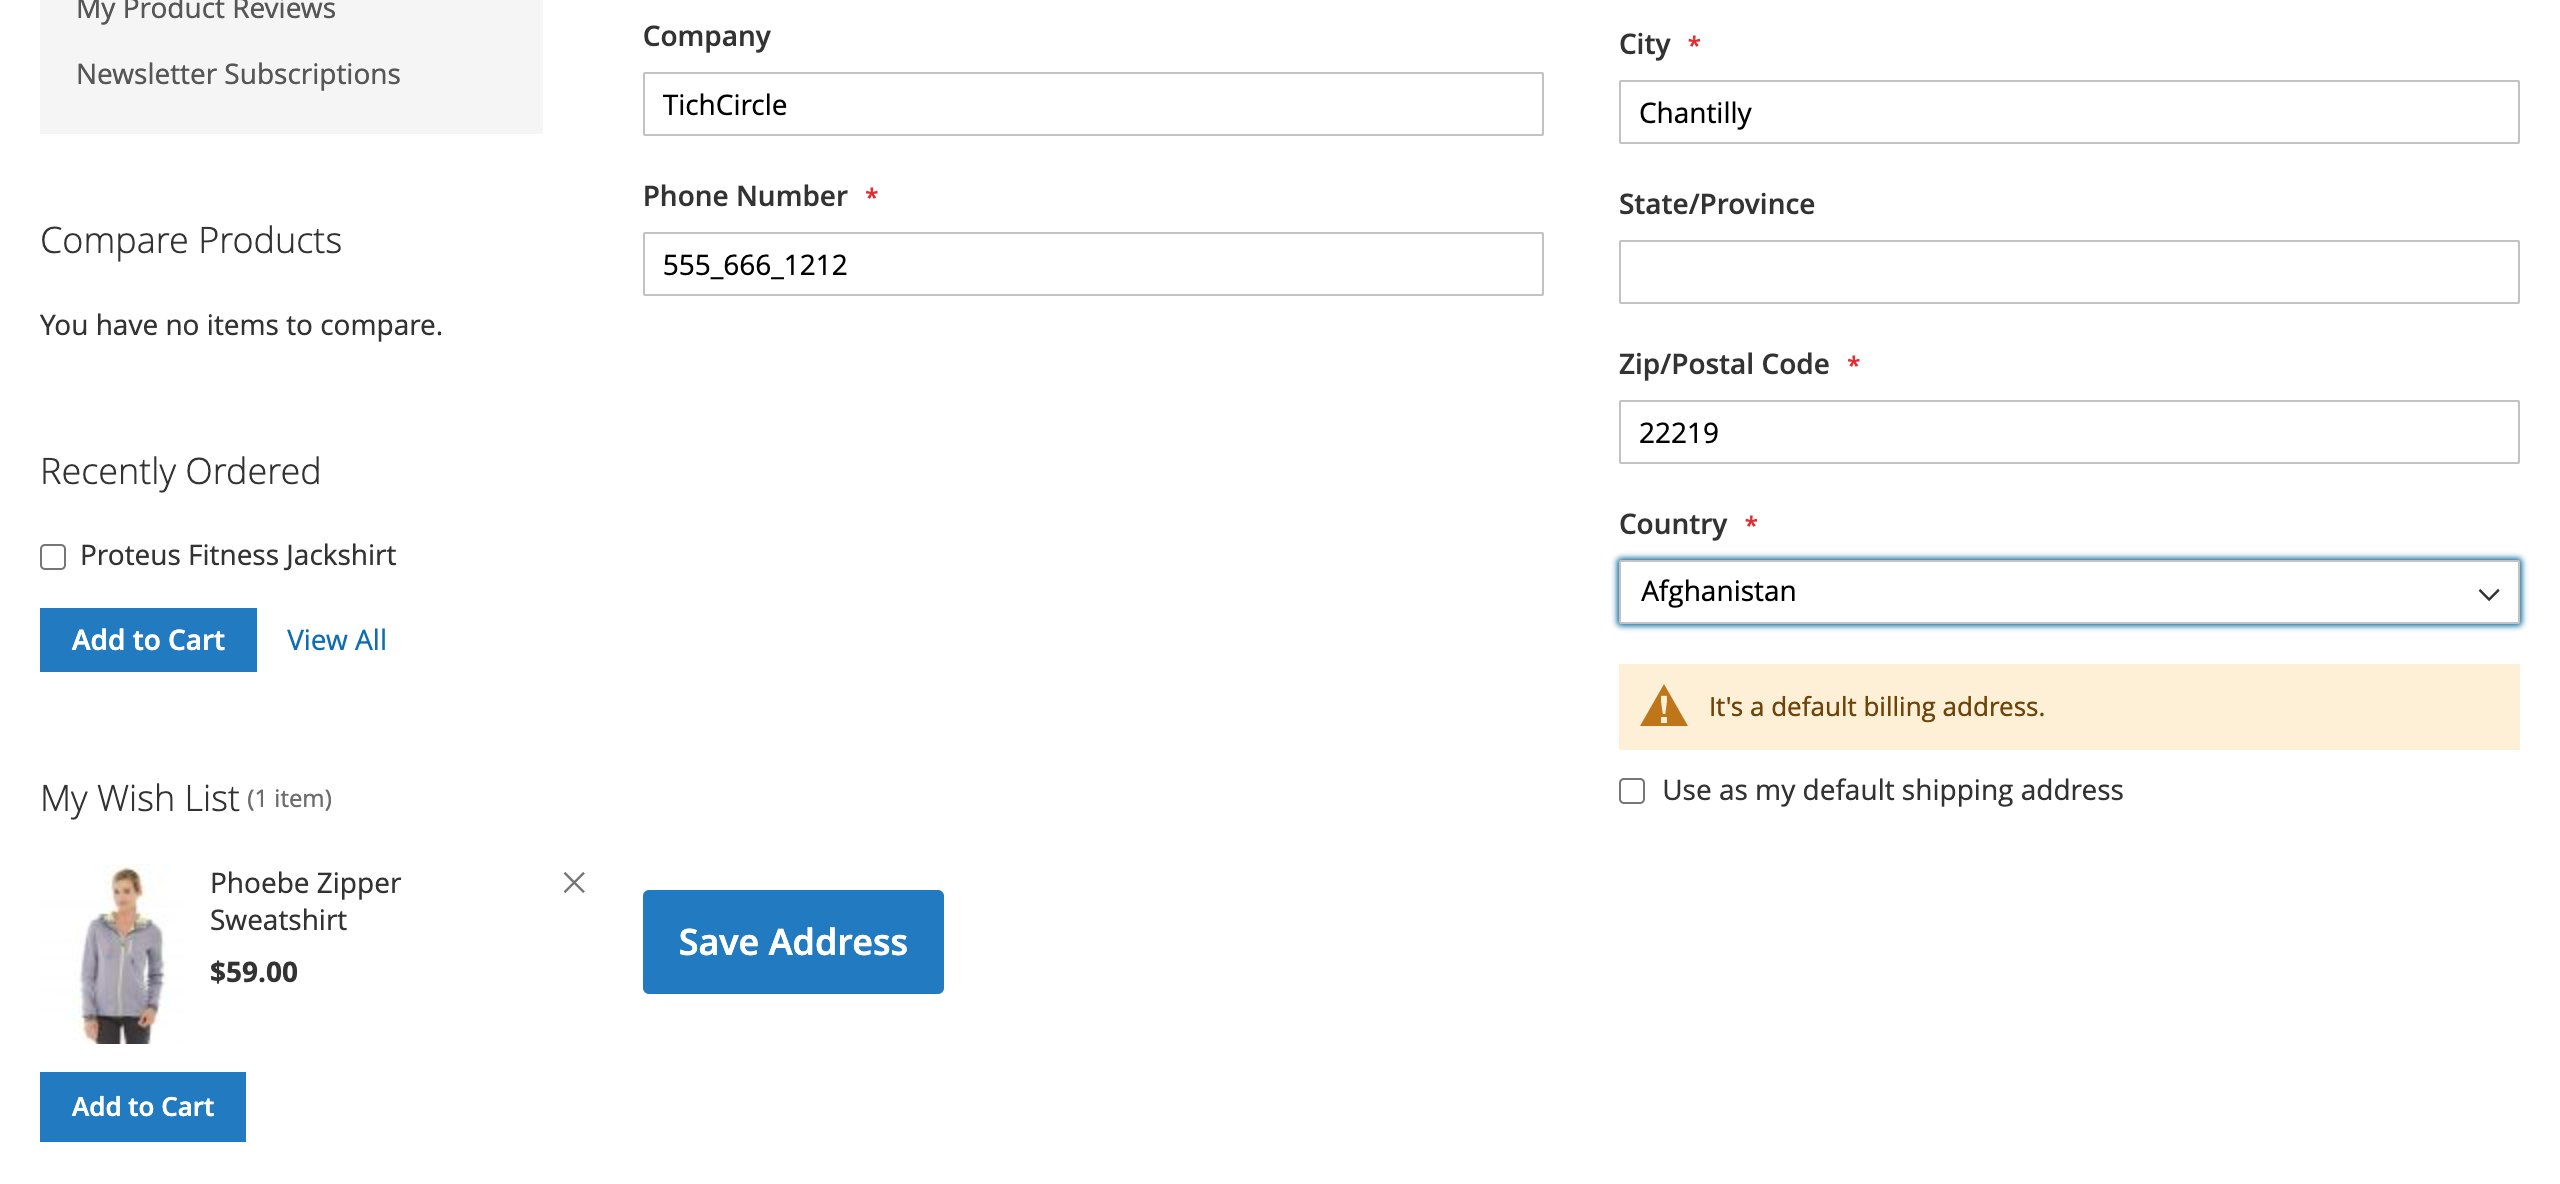 My Product Reviews
Newsletter Subscriptions
Compare Products
You have no items to compare.
Recently Ordered
Proteus Fitness Jackshirt
Add to Cart View All
My Wish List (1 item)
Phoebe Zipper
Sweatshirt
$59.00
Add to Cart
Company
TichCircle
Phone Number *
555_666_1212
City *
Chantilly
State/Province
Zip/Postal Code *
22219
Country *
Afghanistan
It's a default billing address.
Use as my default shipping address
Save Address